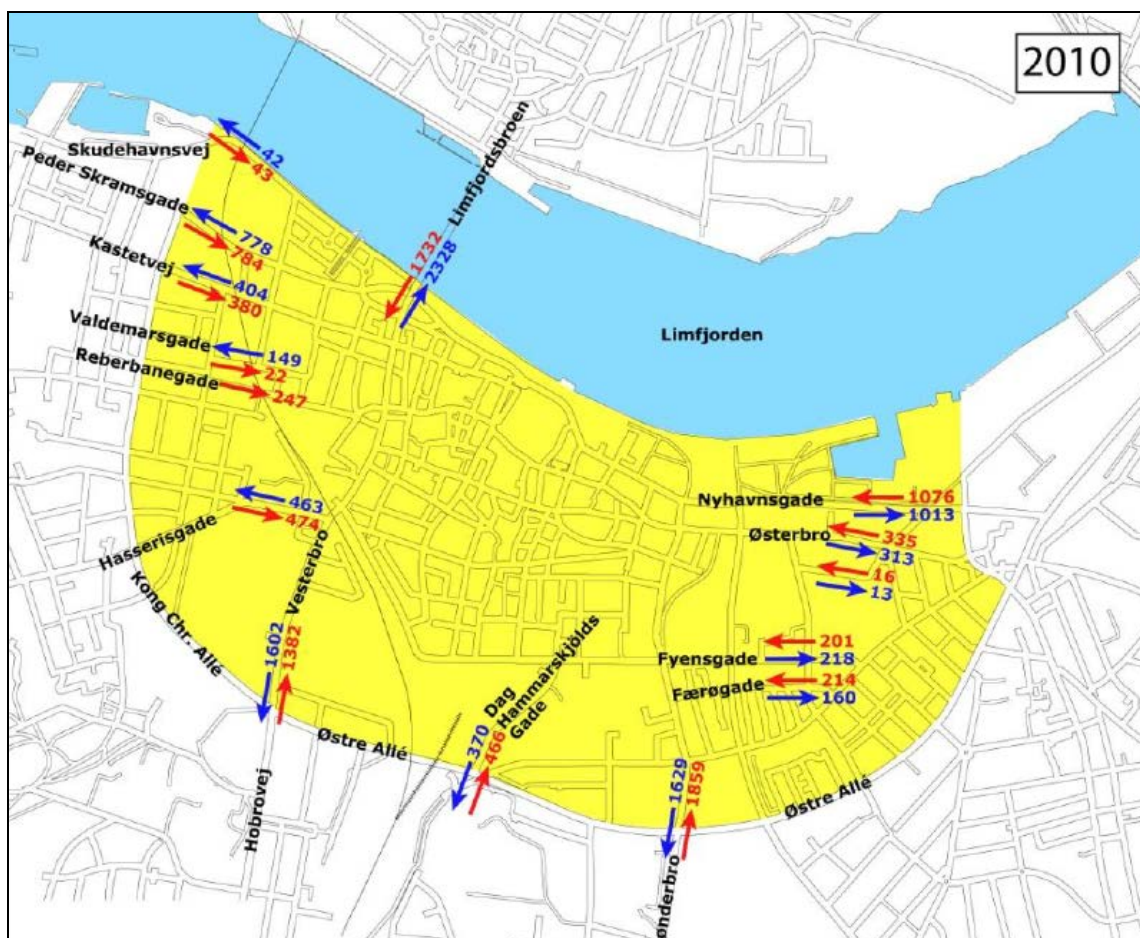 2010
Skudehavnsvej
42
43
Peder Skramsgade
778
784
Kastetvej
404
380
Limfjordsbroen
1732
2328
Valdemarsgade
149
22
Reberbanegade
247
Limfjorden
Hasserisgade
463
474
Nyhavnsgade
1076
1013
Østerbro
335
313
16
13
Kong Chr. Allé
Vesterbro
1602
1382
Hobrovej
Østre Allé
Dag
Hammarskjölds
Gade
370
466
Fyensgade
201
218
Færøgade
214
160
1629
1859
ønderbro
Østre Allé